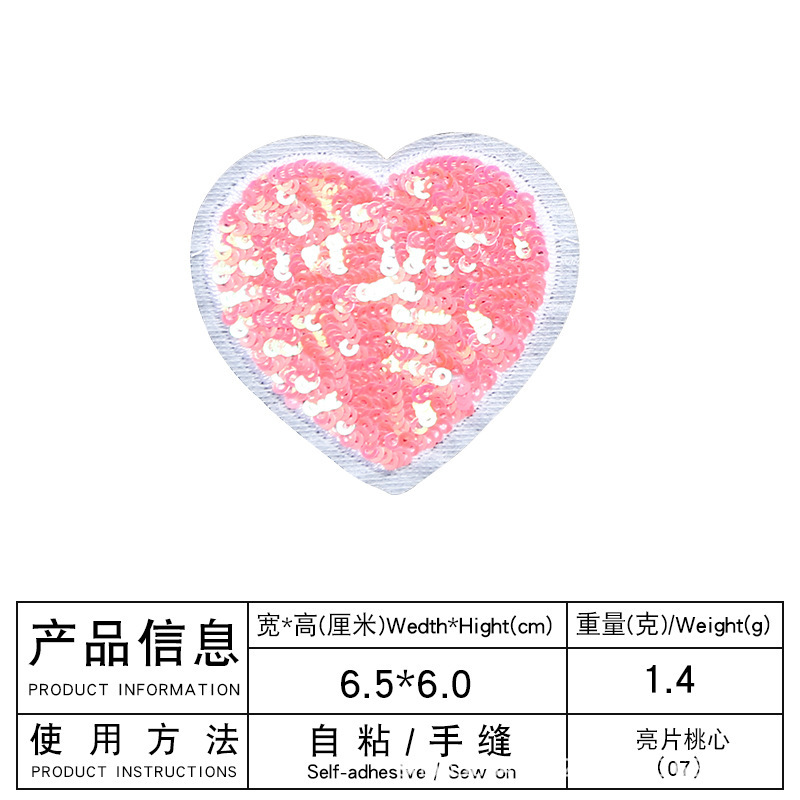 产品信息
PRODUCT INFORMATION
宽*高(厘米)Wedth*Hight(cm)
重量(克)/Weight(g)
6.5*6.0
1.4
使用方法
PRODUCT INSTRUCTIONS
自粘/手缝
Self-adhesive / Sew on
亮片桃心
(07)